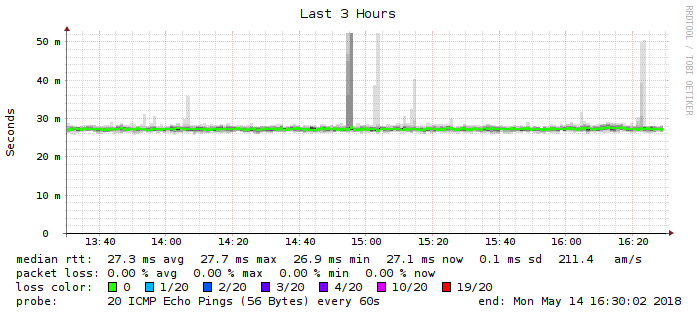 Last 3 Hours
RRDTOOL / TOBI OETIKER
Seconds
50 m
40 m
30 m
20 m
10 m
0
13:40 14:00 14:20 14:40 15:00 15:20 15:40 16:00 16:20
median rtt: 27.3 ms avg 27.7 ms max 26.9 ms min 27.1 ms now 0.1 ms sd 211.4 am/s
packet loss: 0.00 % avg 0.00 % max 0.00 % min 0.00 % now
loss color: 0 1/20 2/20 3/20 4/20 10/20 19/20
probe: 20 ICMP Echo Pings (56 Bytes) every 60s end: Mon May 14 16:30:02 2018